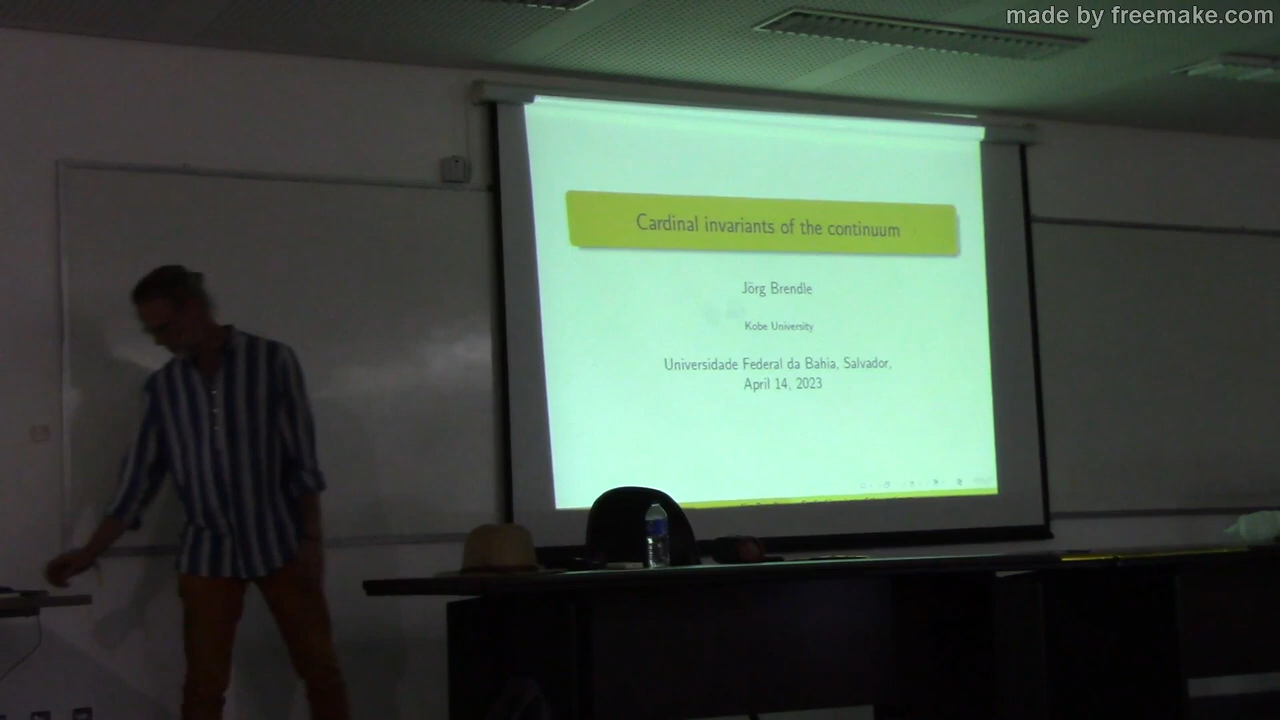 made by freemake.com
Cardinal invariants of the continuum
Jörg Brendle
Kobe University
Universidade Federal da Bahia, Salvador,
April 14, 2023